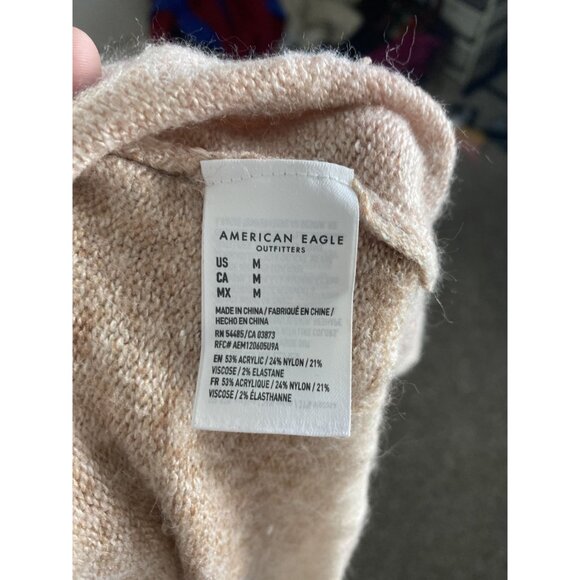 AMERICAN EAGLE
OUTFITTERS
US M
CA M
MX M
MADE IN CHINA / FABRIQUÉ EN CHINE /
HECHO EN CHINA
RN 54485/CA 03873
RFC# AEM120605U9A
EN 53% ACRYLIC / 24% NYLON / 21%
VISCOSE / 2% ELASTANE
FR 53% ACRYLIQUE / 24% NYLON / 21%
VISCOSE / 2% ÉLASTHANNE